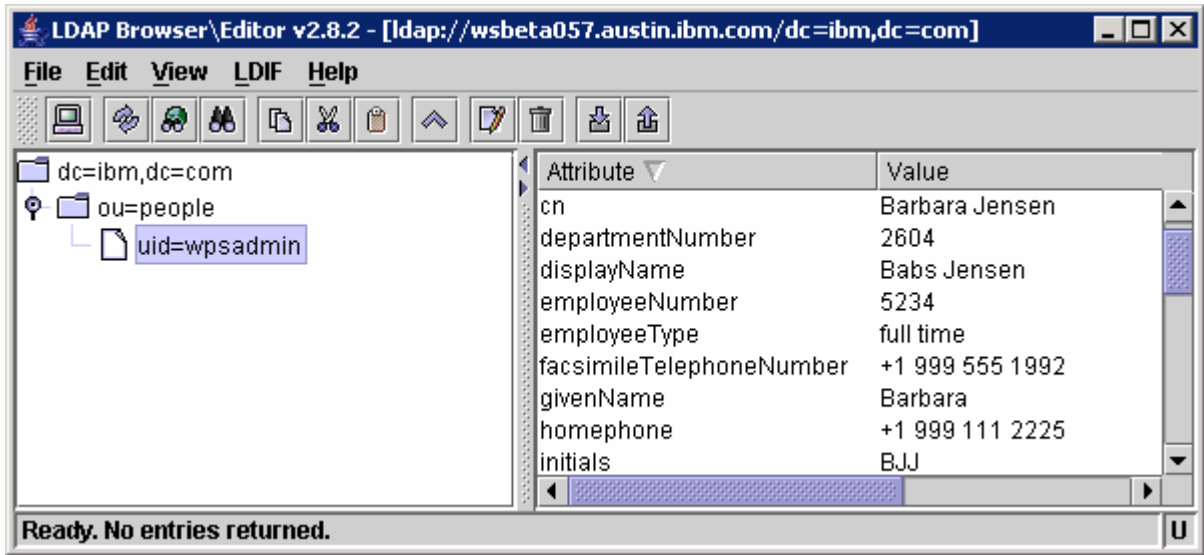 LDAP Browser\Editor v2.8.2 - [ldap://wsbeta057.austin.ibm.com/dc=ibm,dc=com]
File Edit View LDIF Help
dc=ibm,dc=com
ou=people
uid=wpsadmin
Attribute Value
cn Barbara Jensen
departmentNumber 2604
displayName Babs Jensen
employeeNumber 5234
employeeType full time
facsimileTelephoneNumber +1 999 555 1992
givenName Barbara
homephone +1 999 111 2225
initials BJJ
Ready. No entries returned. U